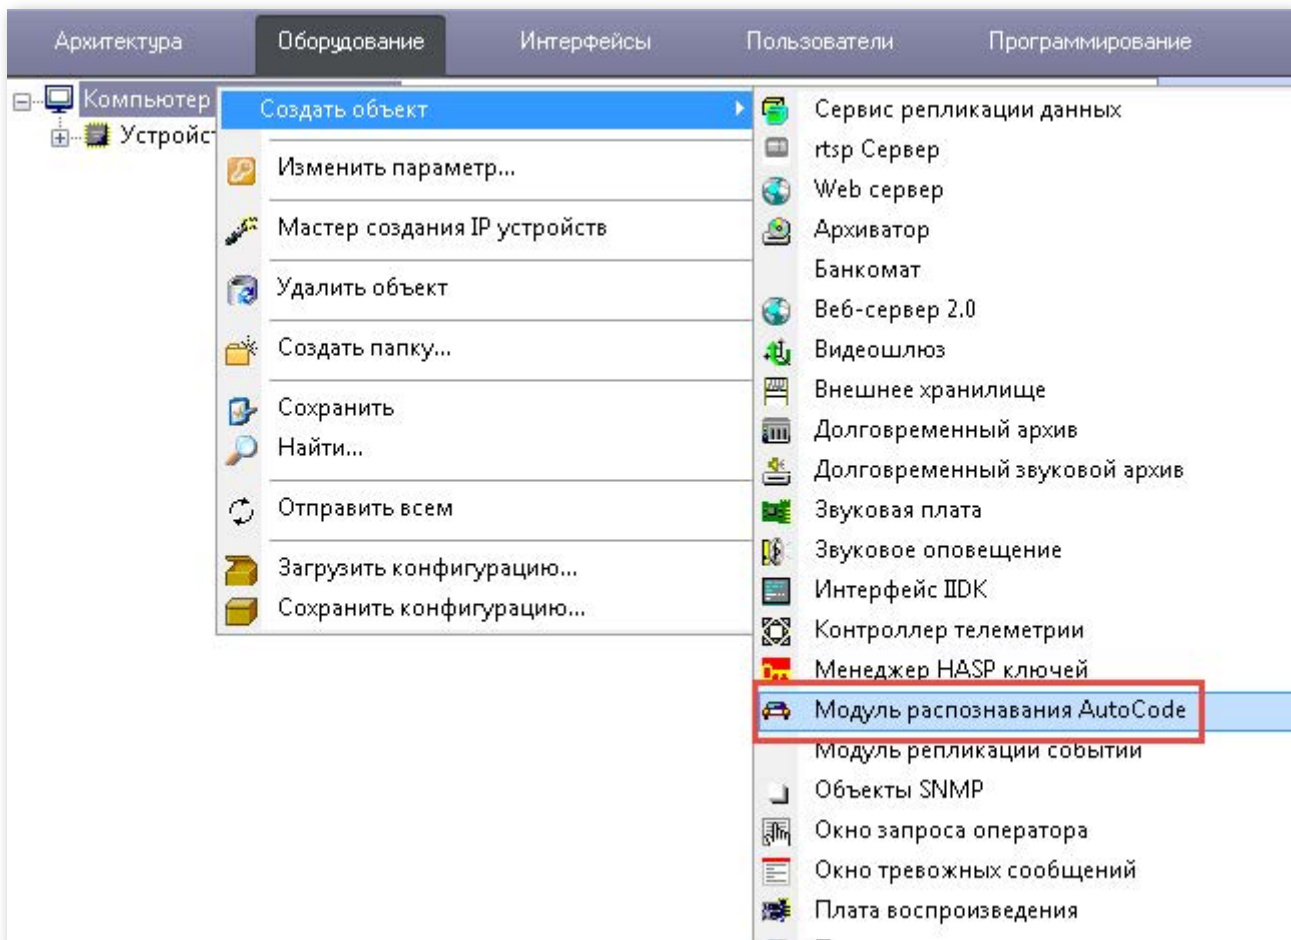 Архитектура Оборудование Интерфейсы Пользователи Программирование
Компьютер
Устройс
Создать объект
Изменить параметр...
Мастер создания IP устройств
Удалить объект
Создать папку...
Сохранить
Найти...
Отправить всем
Загрузить конфигурацию...
Сохранить конфигурацию...
Сервис репликации данных
rtsp Сервер
Web сервер
Архиватор
Банкомат
Веб-сервер 2.0
Видеошлюз
Внешнее хранилище
Долговременный архив
Долговременный звуковой архив
Звуковая плата
Звуковое оповещение
Интерфейс IIDK
Контроллер телеметрии
Менеджер HASP ключей
Модуль распознавания AutoCode
Модуль репликации событий
Объекты SNMP
Окно запроса оператора
Окно тревожных сообщений
Плата воспроизведения